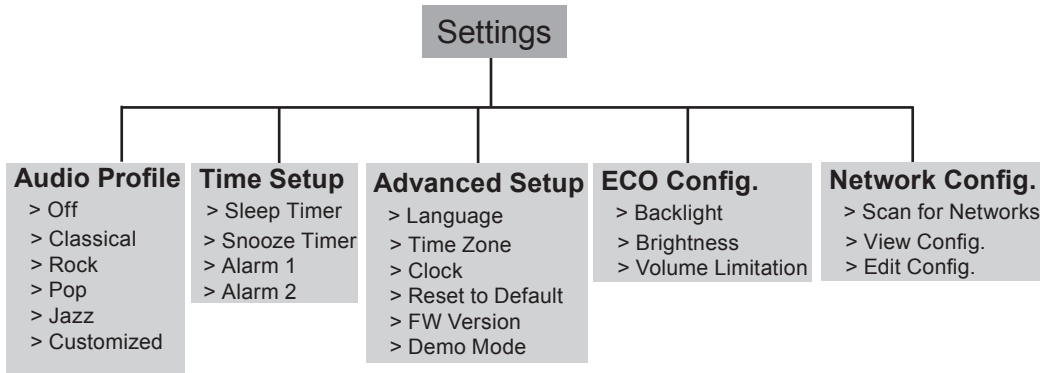 Settings
Audio Profile
> Off
> Classical
> Rock
> Pop
> Jazz
> Customized
Time Setup
> Sleep Timer
> Snooze Timer
> Alarm 1
> Alarm 2
Advanced Setup
> Language
> Time Zone
> Clock
> Reset to Default
> FW Version
> Demo Mode
ECO Config.
> Backlight
> Brightness
> Volume Limitation
Network Config.
> Scan for Networks
> View Config.
> Edit Config.